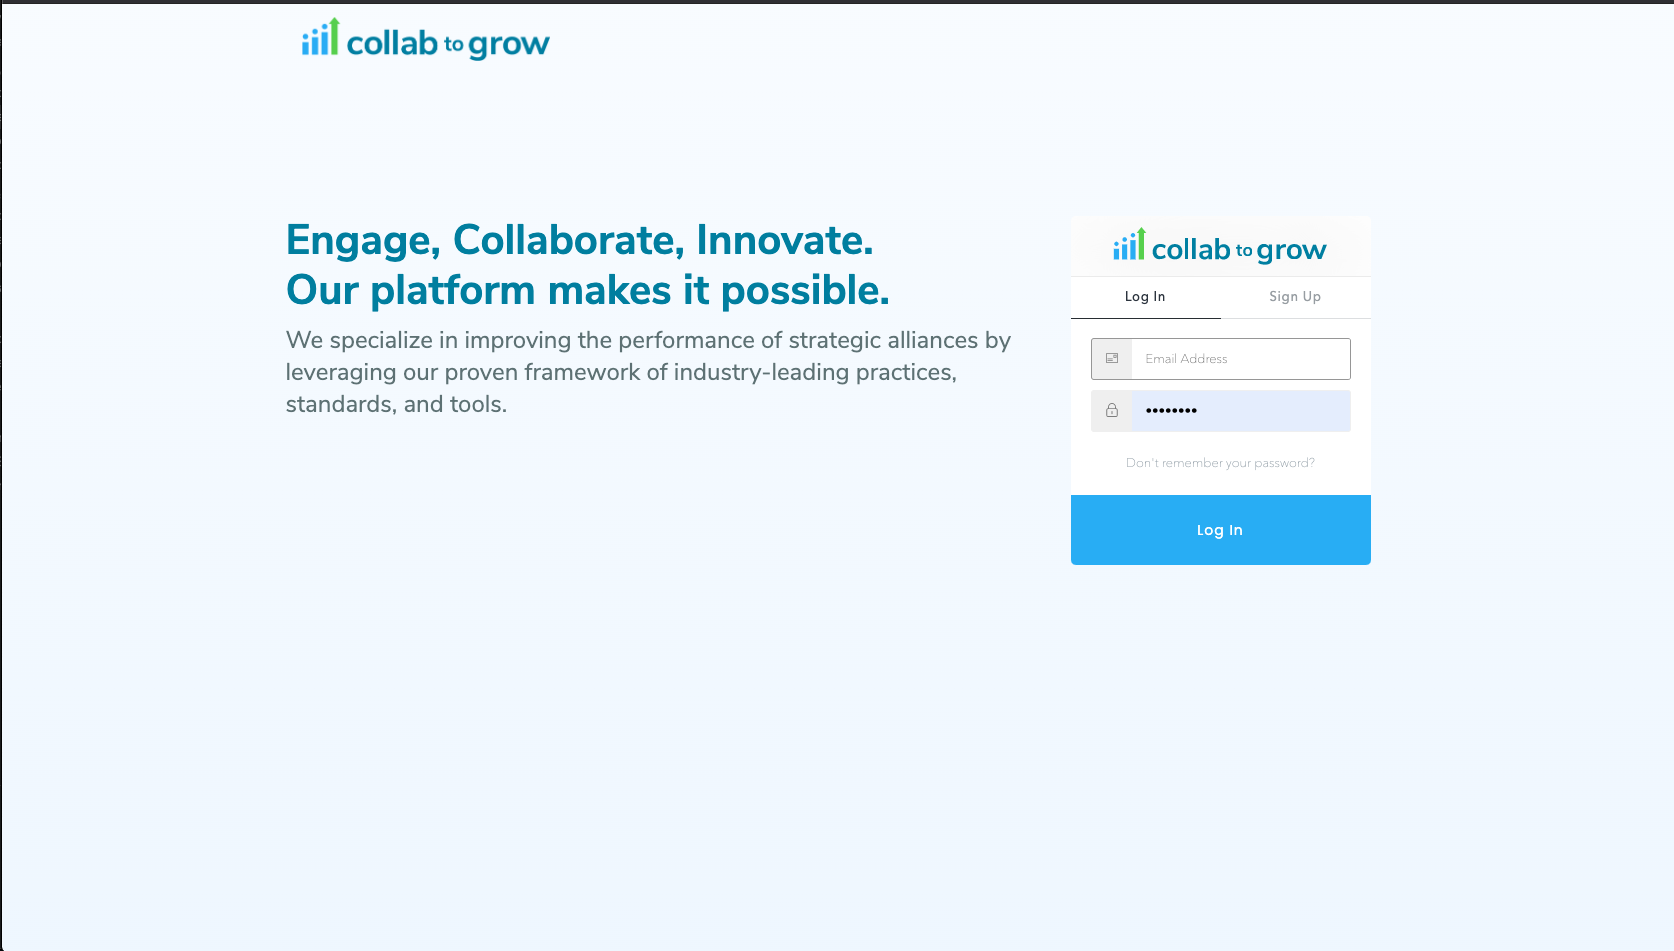 collab to grow
Engage, Collaborate, Innovate.
Our platform makes it possible.
We specialize in improving the performance of strategic alliances by
leveraging our proven framework of industry-leading practices,
standards, and tools.
collab to grow
Log In
Sign Up
Email Address
••••••••
Don't remember your password?
Log In